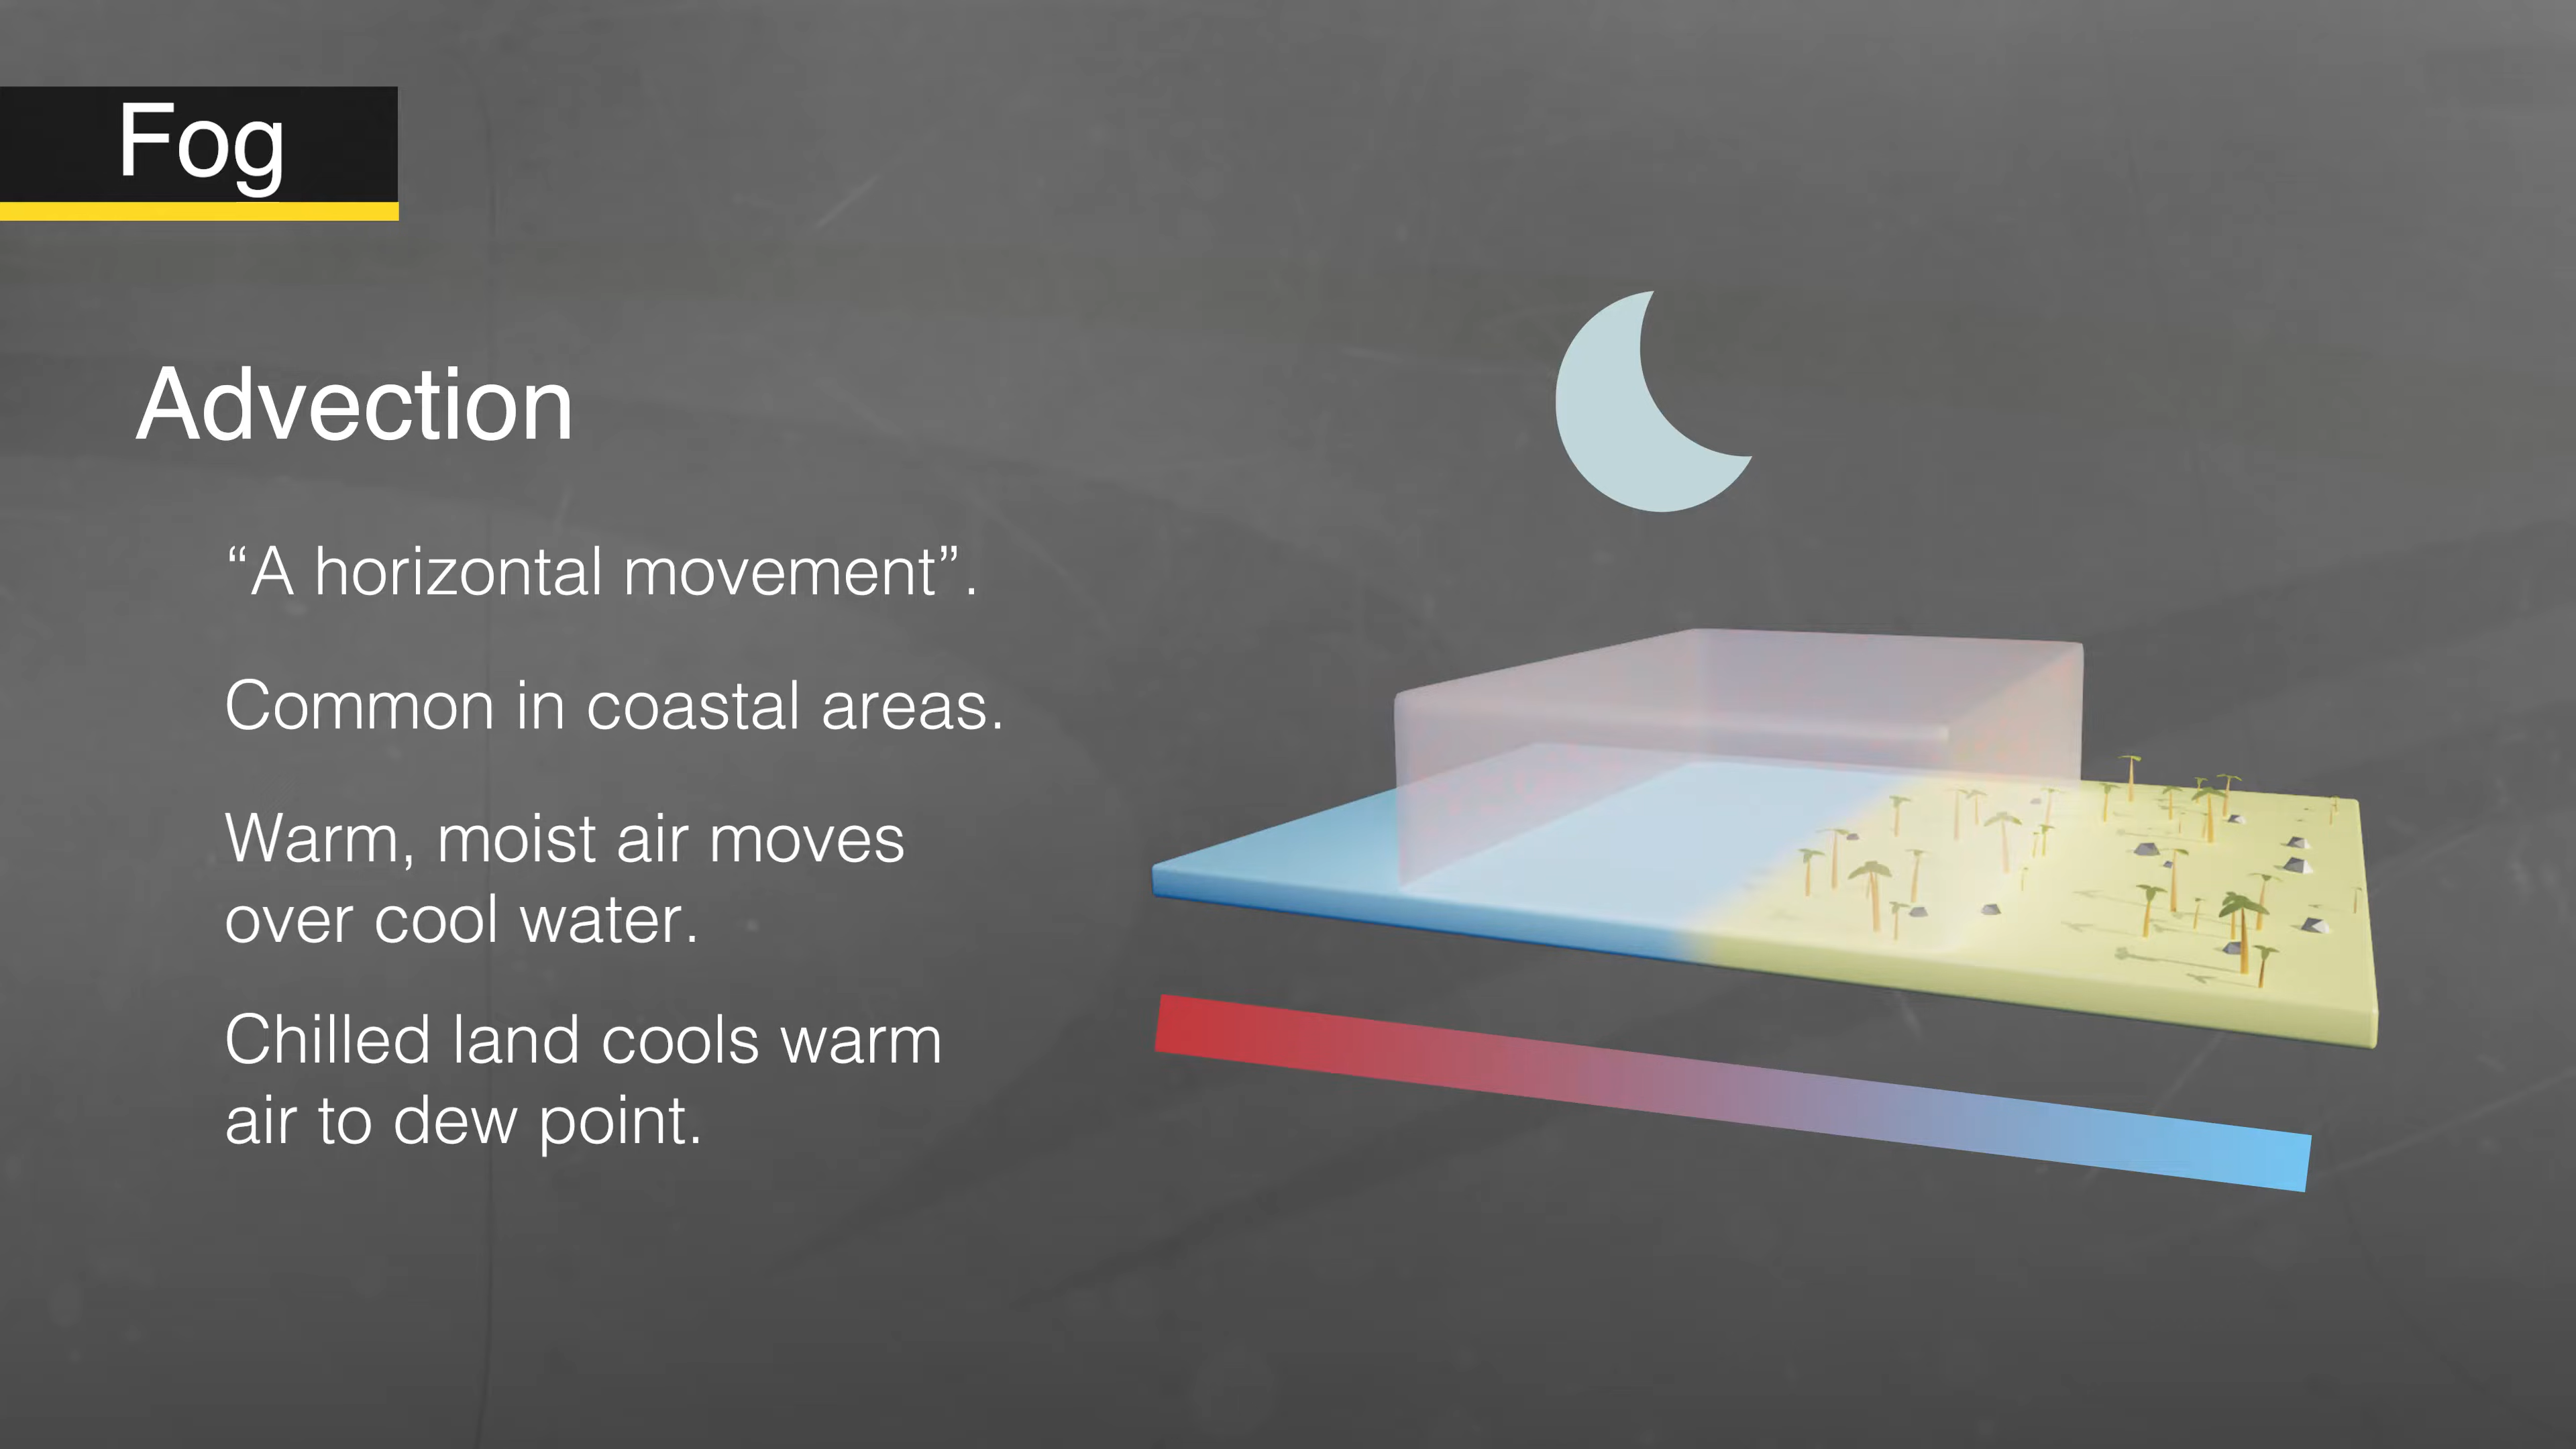 Fog
Advection
“A horizontal movement”.
Common in coastal areas.
Warm, moist air moves
over cool water.
Chilled land cools warm
air to dew point.